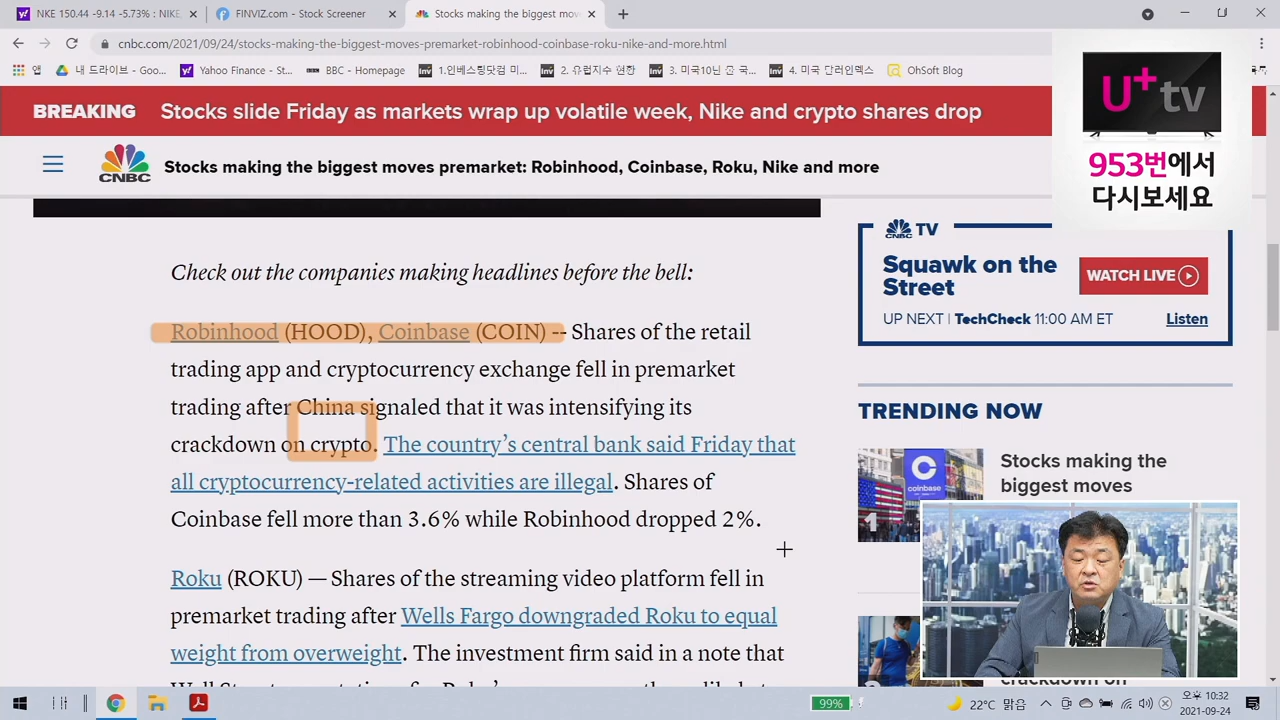 NKE 150.44 -9.14 -5.73% : NIKE
FINVIZ.com - Stock Screener
Stocks making the biggest mov
cnbc.com/2021/09/24/stocks-making-the-biggest-moves-premarket-robinhood-coinbase-roku-nike-and-more.html
앱
내 드라이브 - Goo...
Yahoo Finance - St...
BBC - Homepage
1.인베스팅닷컴 미...
2. 유럽지수 현황
3. 미국10년 준 국...
4. 미국 달러인덱스
OhSoft Blog
U+tv
953번에서
다시보세요
BREAKING Stocks slide Friday as markets wrap up volatile week, Nike and crypto shares drop
CNBC
Stocks making the biggest moves premarket: Robinhood, Coinbase, Roku, Nike and more
Check out the companies making headlines before the bell:
Robinhood (HOOD), Coinbase (COIN) -- Shares of the retail
trading app and cryptocurrency exchange fell in premarket
trading after China signaled that it was intensifying its
crackdown on crypto. The country's central bank said Friday that
all cryptocurrency-related activities are illegal. Shares of
Coinbase fell more than 3.6% while Robinhood dropped 2%.
Roku (ROKU) — Shares of the streaming video platform fell in
premarket trading after Wells Fargo downgraded Roku to equal
weight from overweight. The investment firm said in a note that
CNBC TV
Squawk on the
Street
WATCH LIVE
UP NEXT | TechCheck 11:00 AM ET
Listen
TRENDING NOW
coinbase
1
Stocks making the
biggest moves
99%
22℃ 맑음
오후 10:32
2021-09-24